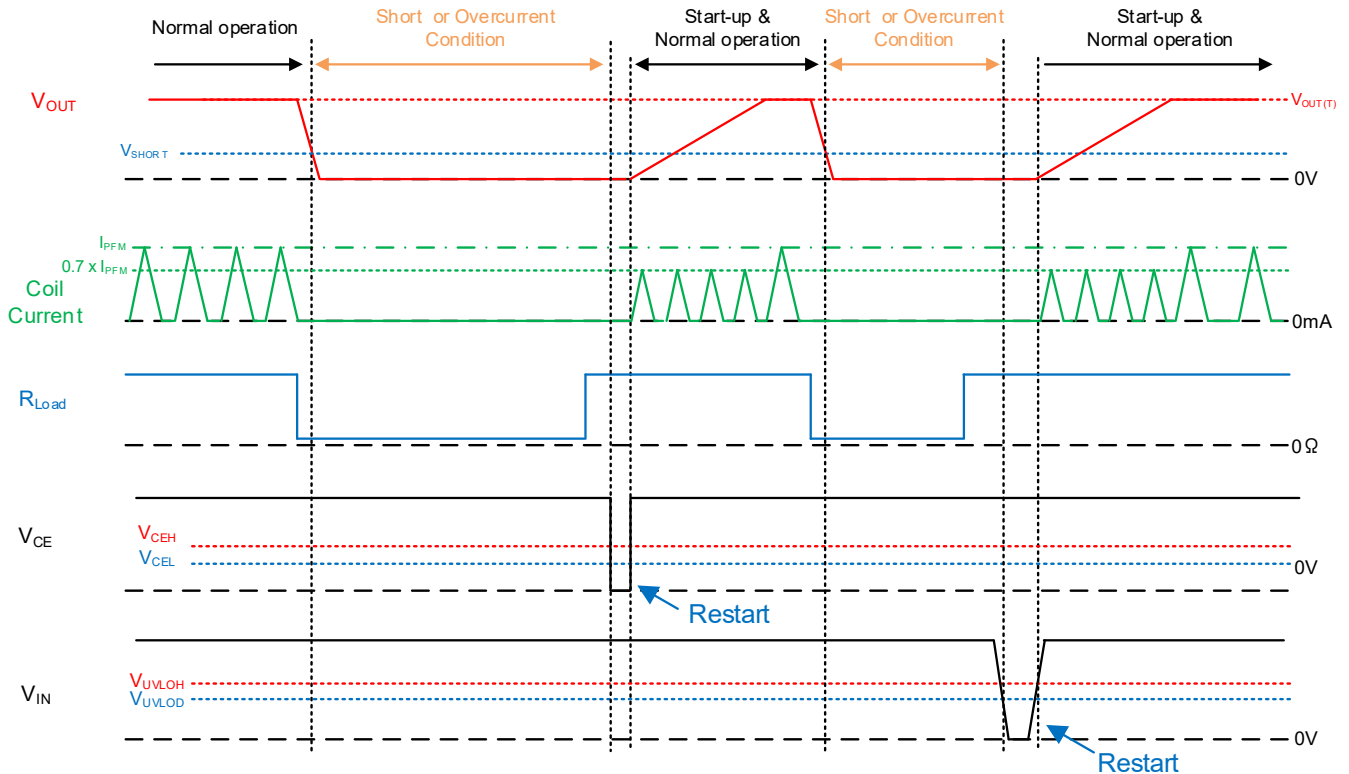 Normal operation
Short or Overcurrent
Condition
Start-up &
Normal operation
Short or Overcurrent
Condition
Start-up &
Normal operation
VOUT
VOUT(T)
VSHORT
0V
IPFM
0.7 x IPFM
Coil
Current
0mA
RLoad
0Ω
VCE
VCEH
VCEL
0V
Restart
VIN
VUVLOH
VUVLOD
0V
Restart